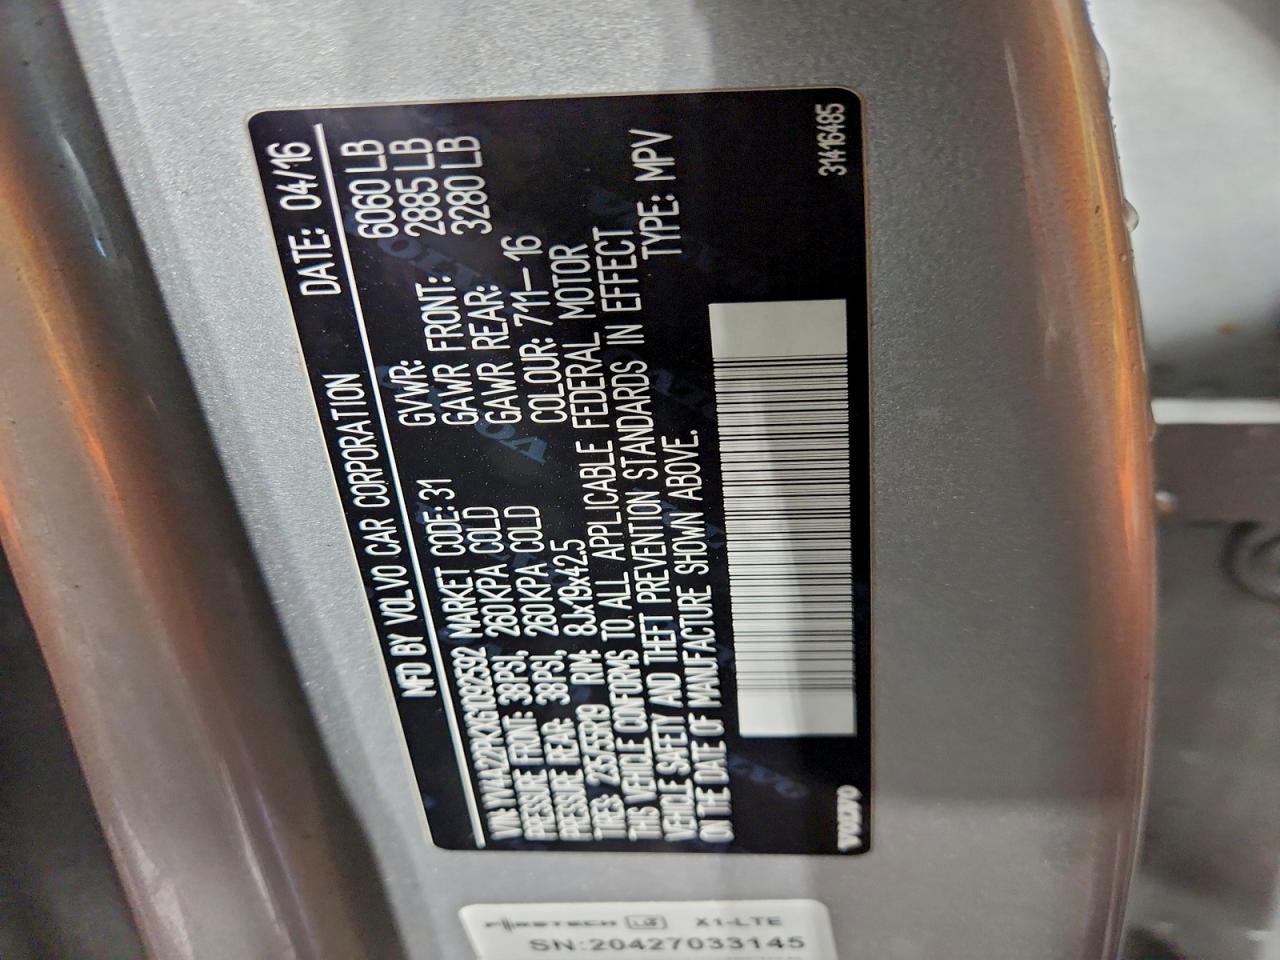 MFD BY VOLVO CAR CORPORATION DATE: 04/16
VIN: YV4A22PKXG1092592 MARKET CODE: 31 GVWR: 6060 LB
PRESSURE FRONT: 38PSI, 260KPA COLD GAWR FRONT: 2885 LB
PRESSURE REAR: 38PSI, 260KPA COLD GAWR REAR: 3280 LB
TIRES: 235/55R19 RIM: 8Jx19x42.5 COLOUR: 711-16
THIS VEHICLE CONFORMS TO ALL APPLICABLE FEDERAL MOTOR
VEHICLE SAFETY AND THEFT PREVENTION STANDARDS IN EFFECT
ON THE DATE OF MANUFACTURE SHOWN ABOVE. TYPE: MPV
VOLVO 31416485
FIRSTECH X1-LTE
SN:20427033145